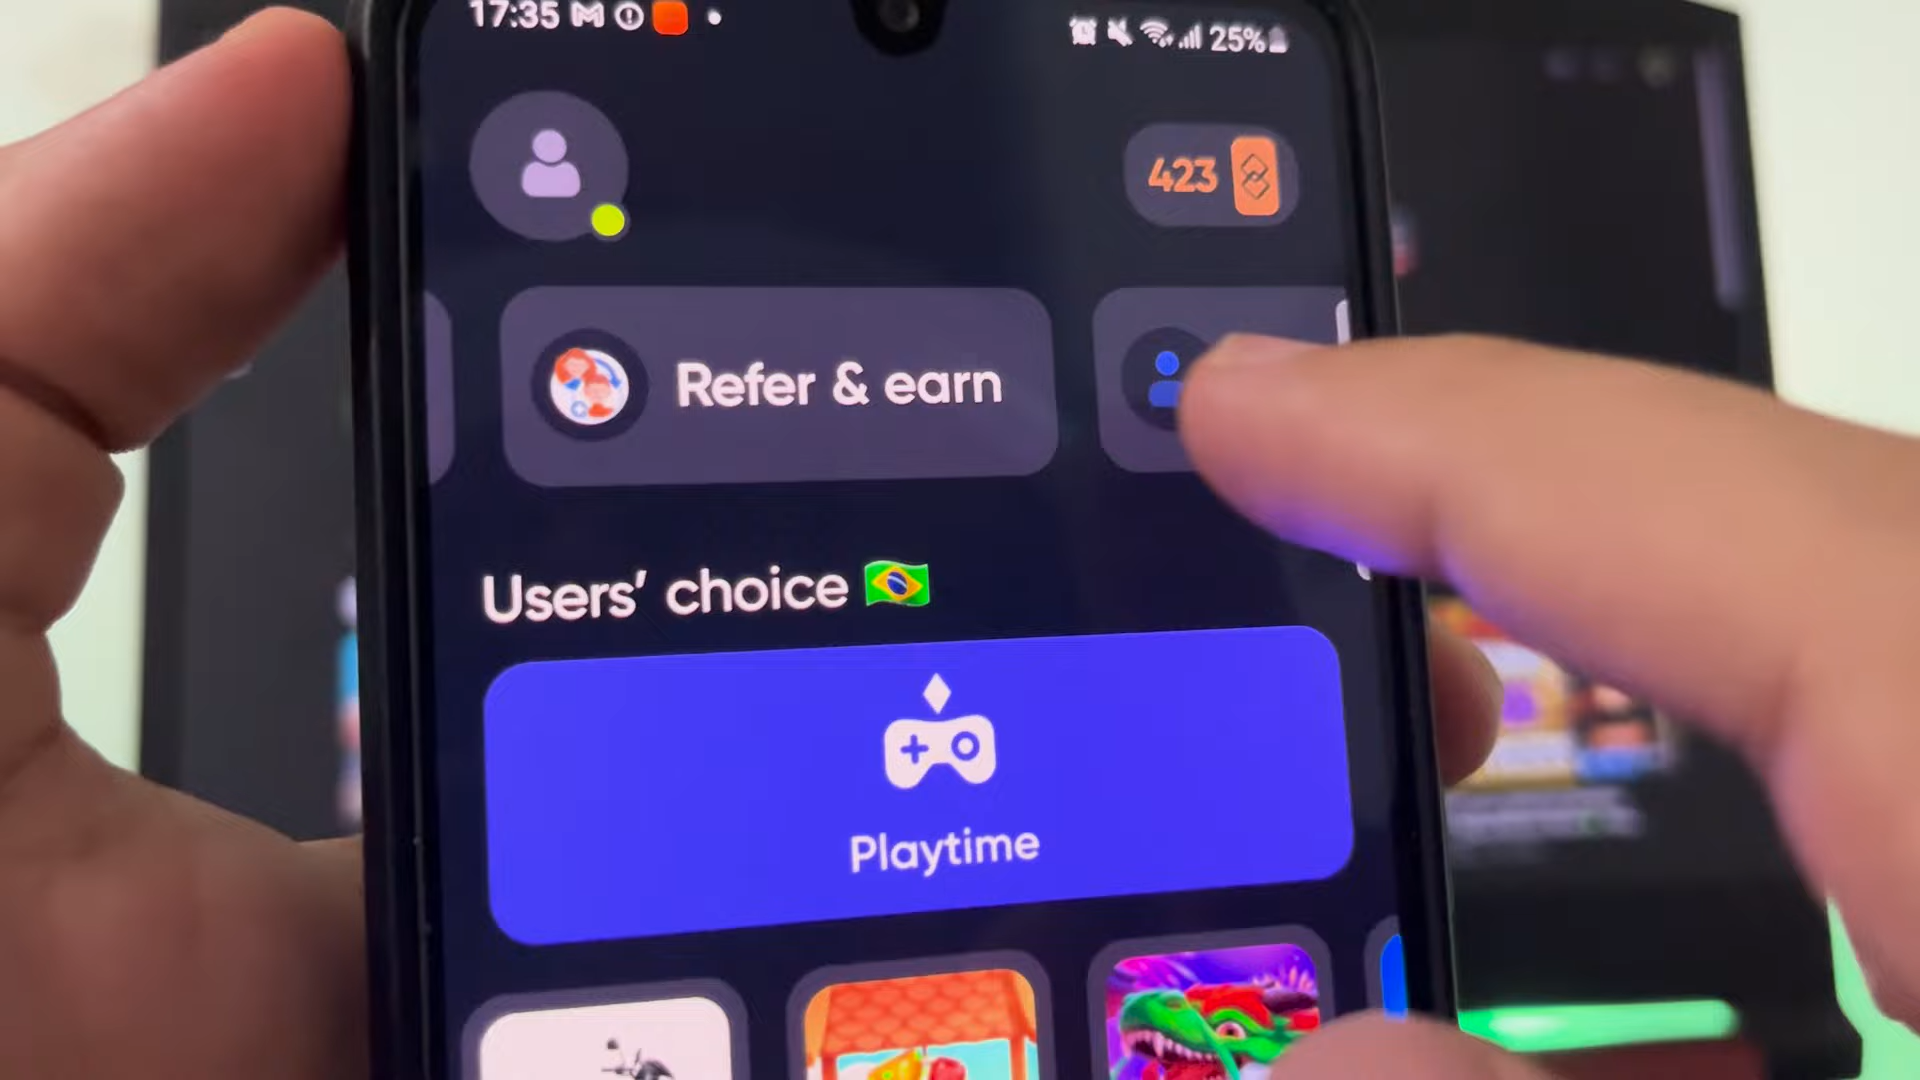 17:35
25%
423
Refer & earn
Users' choice
Playtime